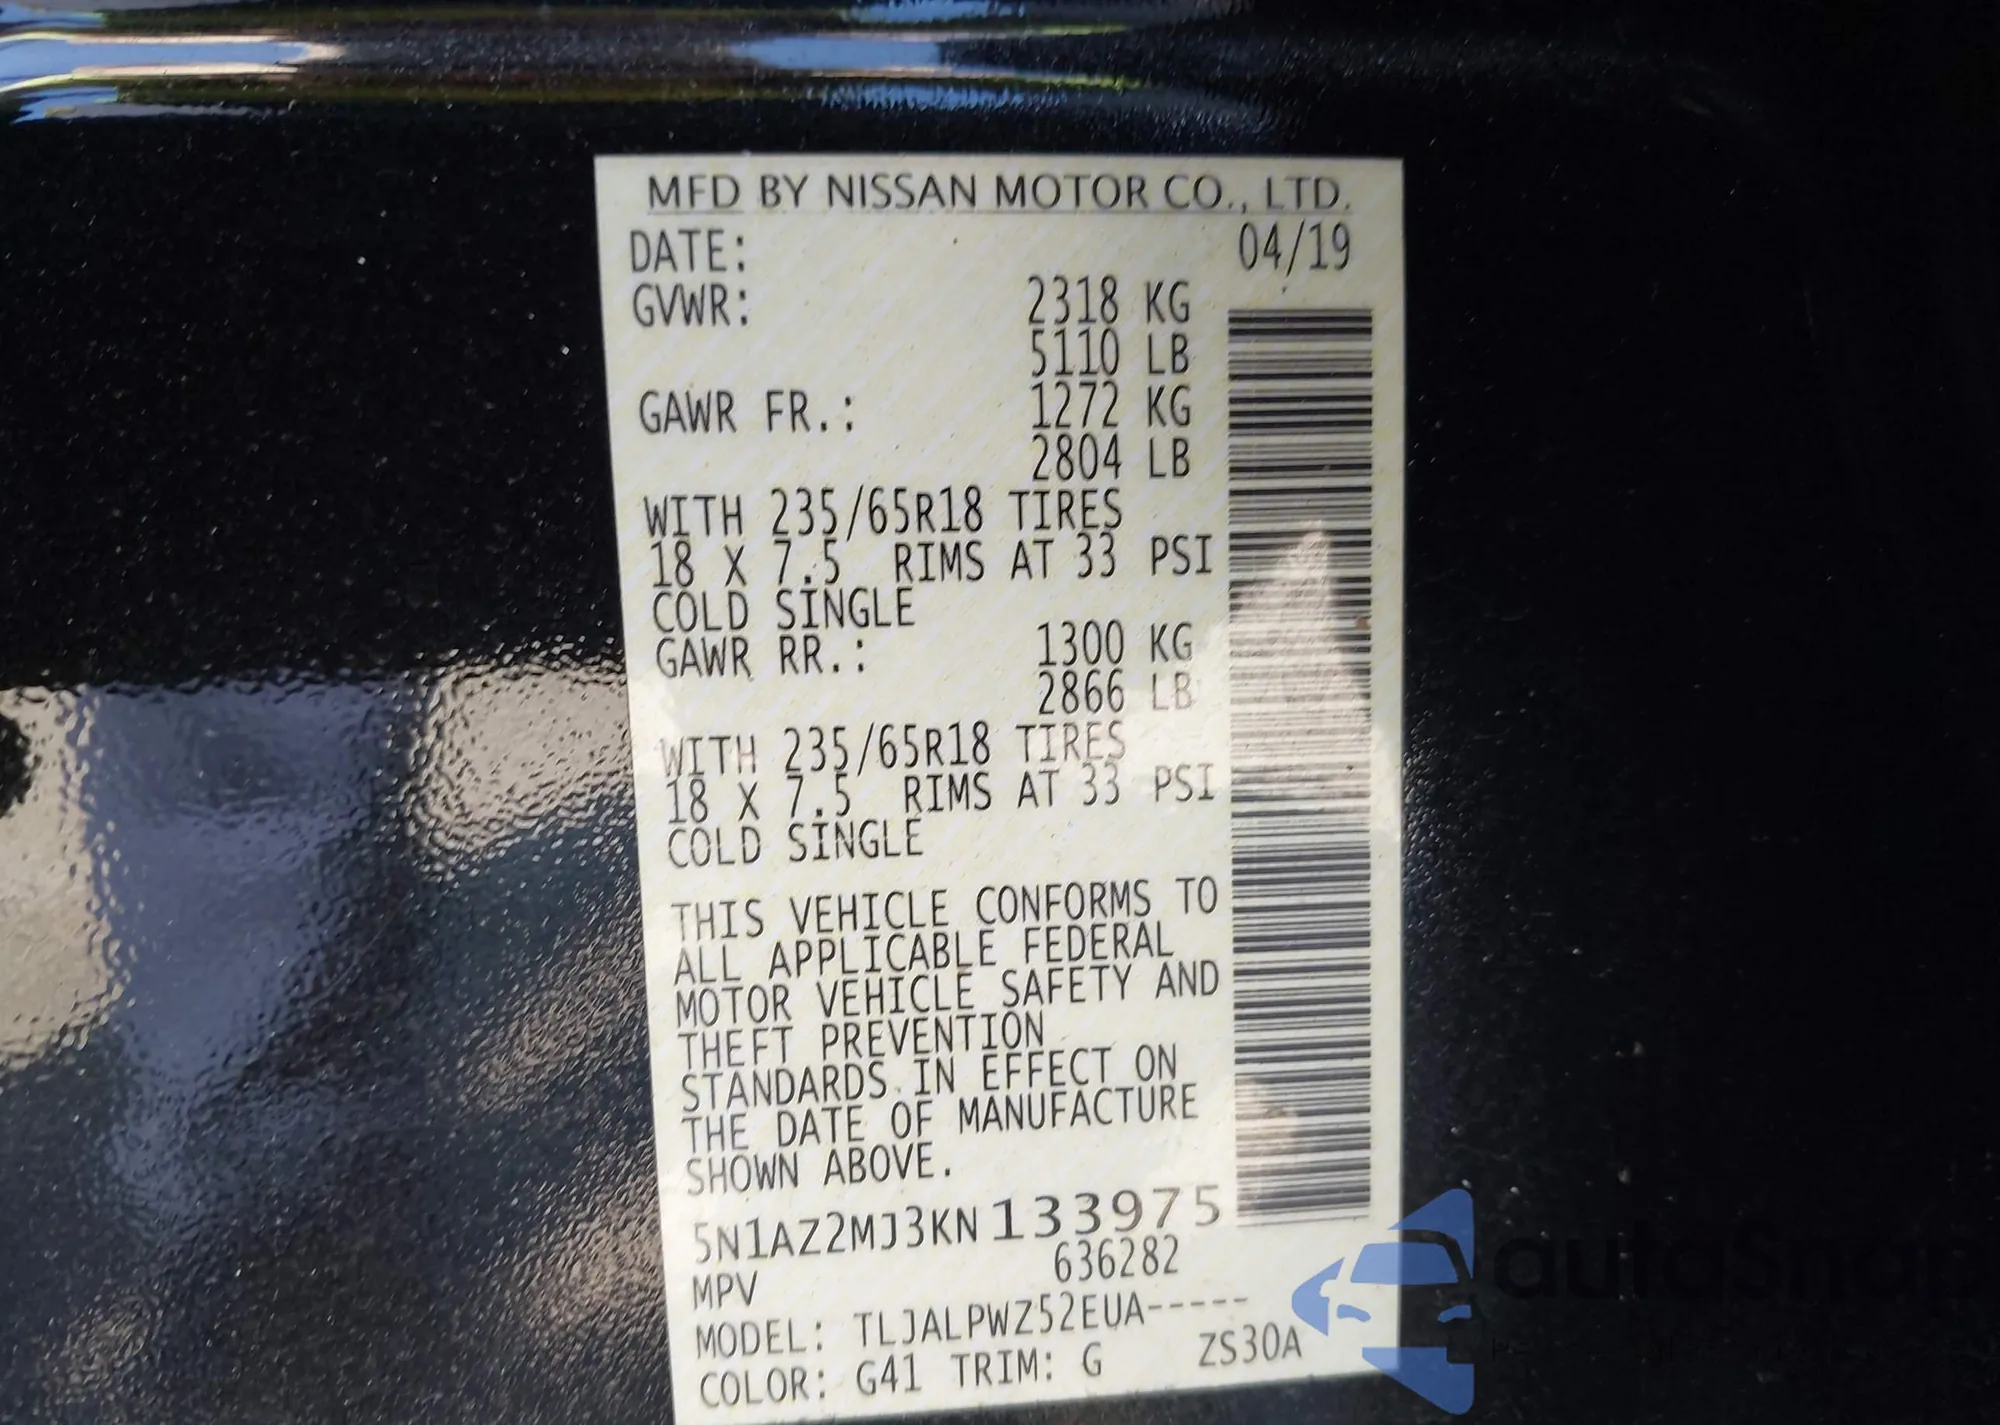 MFD BY NISSAN MOTOR CO., LTD.
DATE: 04/19
GVWR: 2318 KG
5110 LB
GAWR FR.: 1272 KG
2804 LB
WITH 235/65R18 TIRES
18 X 7.5 RIMS AT 33 PSI
COLD SINGLE
GAWR RR.: 1300 KG
2866 LB
WITH 235/65R18 TIRES
18 X 7.5 RIMS AT 33 PSI
COLD SINGLE
THIS VEHICLE CONFORMS TO
ALL APPLICABLE FEDERAL
MOTOR VEHICLE SAFETY AND
THEFT PREVENTION
STANDARDS IN EFFECT ON
THE DATE OF MANUFACTURE
SHOWN ABOVE.
5N1AZ2MJ3KN133975
MPV 636282
MODEL: TLJALPWZ52EUA-----
COLOR: G41 TRIM: G ZS30A